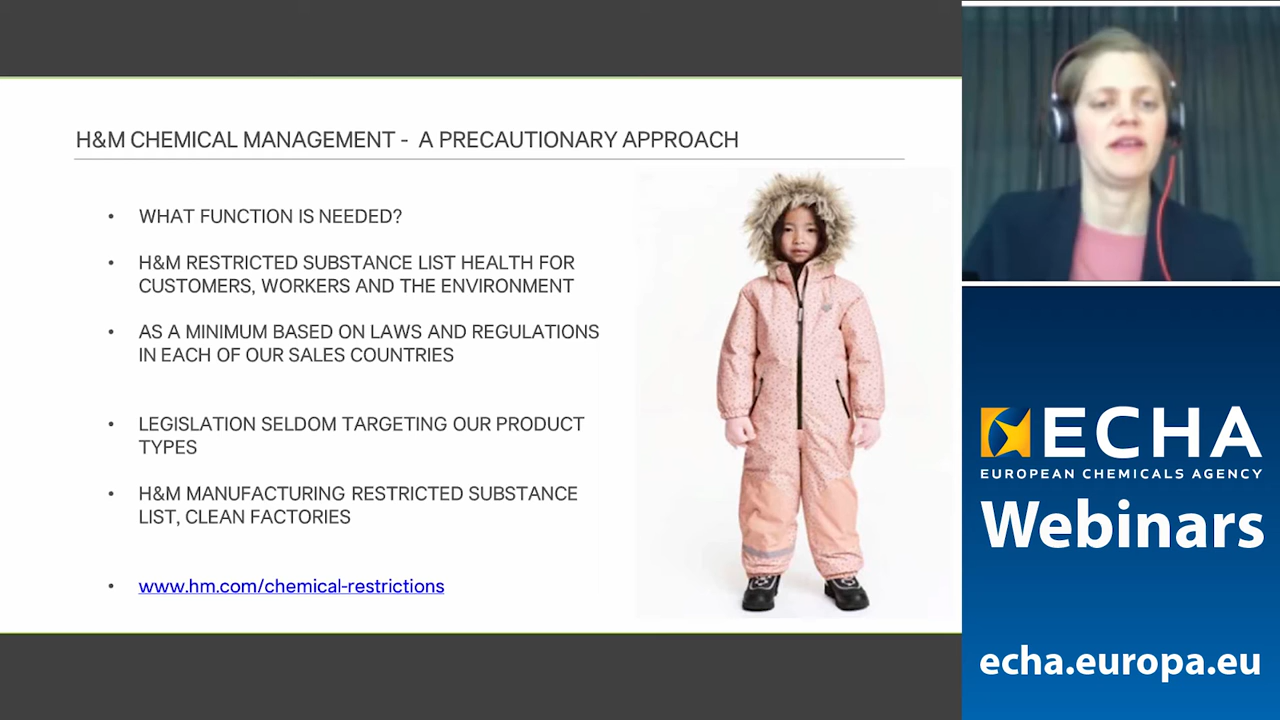 H&M CHEMICAL MANAGEMENT - A PRECAUTIONARY APPROACH
• WHAT FUNCTION IS NEEDED?
• H&M RESTRICTED SUBSTANCE LIST HEALTH FOR
CUSTOMERS, WORKERS AND THE ENVIRONMENT
• AS A MINIMUM BASED ON LAWS AND REGULATIONS
IN EACH OF OUR SALES COUNTRIES
• LEGISLATION SELDOM TARGETING OUR PRODUCT
TYPES
• H&M MANUFACTURING RESTRICTED SUBSTANCE
LIST, CLEAN FACTORIES
• www.hm.com/chemical-restrictions
ECHA
EUROPEAN CHEMICALS AGENCY
Webinars
echa.europa.eu